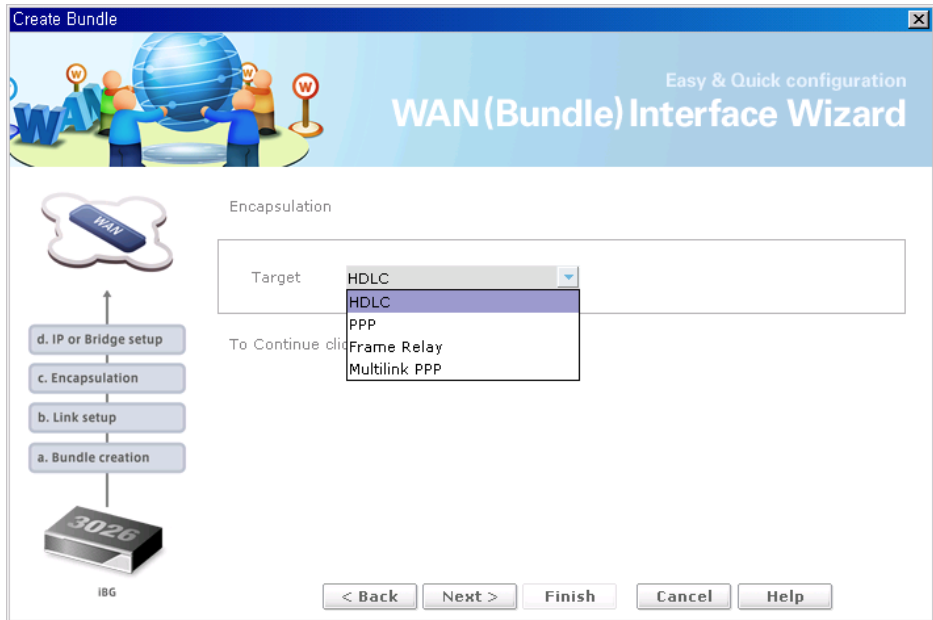 Create Bundle
W
W
WAN
Easy & Quick configuration
WAN(Bundle) Interface Wizard
WAN
Encapsulation
Target
HDLC
HDLC
PPP
Frame Relay
Multilink PPP
To Continue clic
d. IP or Bridge setup
c. Encapsulation
b. Link setup
a. Bundle creation
3026
iBG
< Back
Next >
Finish
Cancel
Help